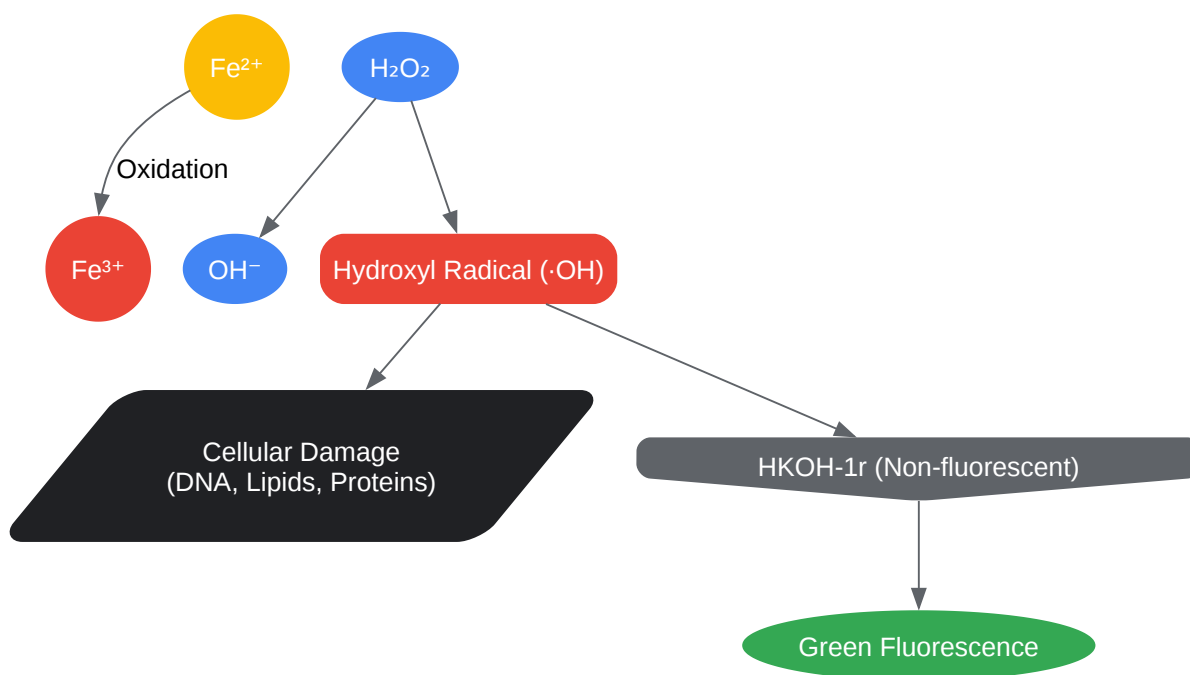 Fe²⁺
H₂O₂
Oxidation
Fe³⁺
OH⁻
Hydroxyl Radical (·OH)
Cellular Damage
(DNA, Lipids, Proteins)
HKOH-1r (Non-fluorescent)
Green Fluorescence